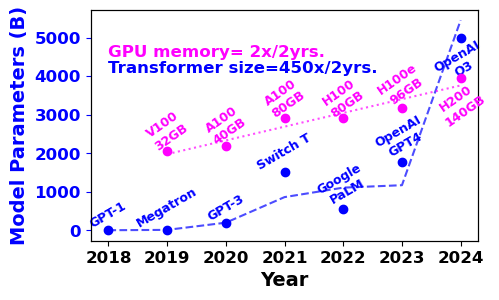 GPU memory= 2x/2yrs.
Transformer size=450x/2yrs.
Model Parameters (B)
5000
4000
3000
2000
1000
0
V100
32GB
A100
40GB
A100
80GB
H100
80GB
H100e
96GB
H200
140GB
GPT-1
Megatron
GPT-3
Switch T
Google
PaLM
OpenAI
GPT4
OpenAI
O3
2018
2019
2020
2021
2022
2023
2024
Year